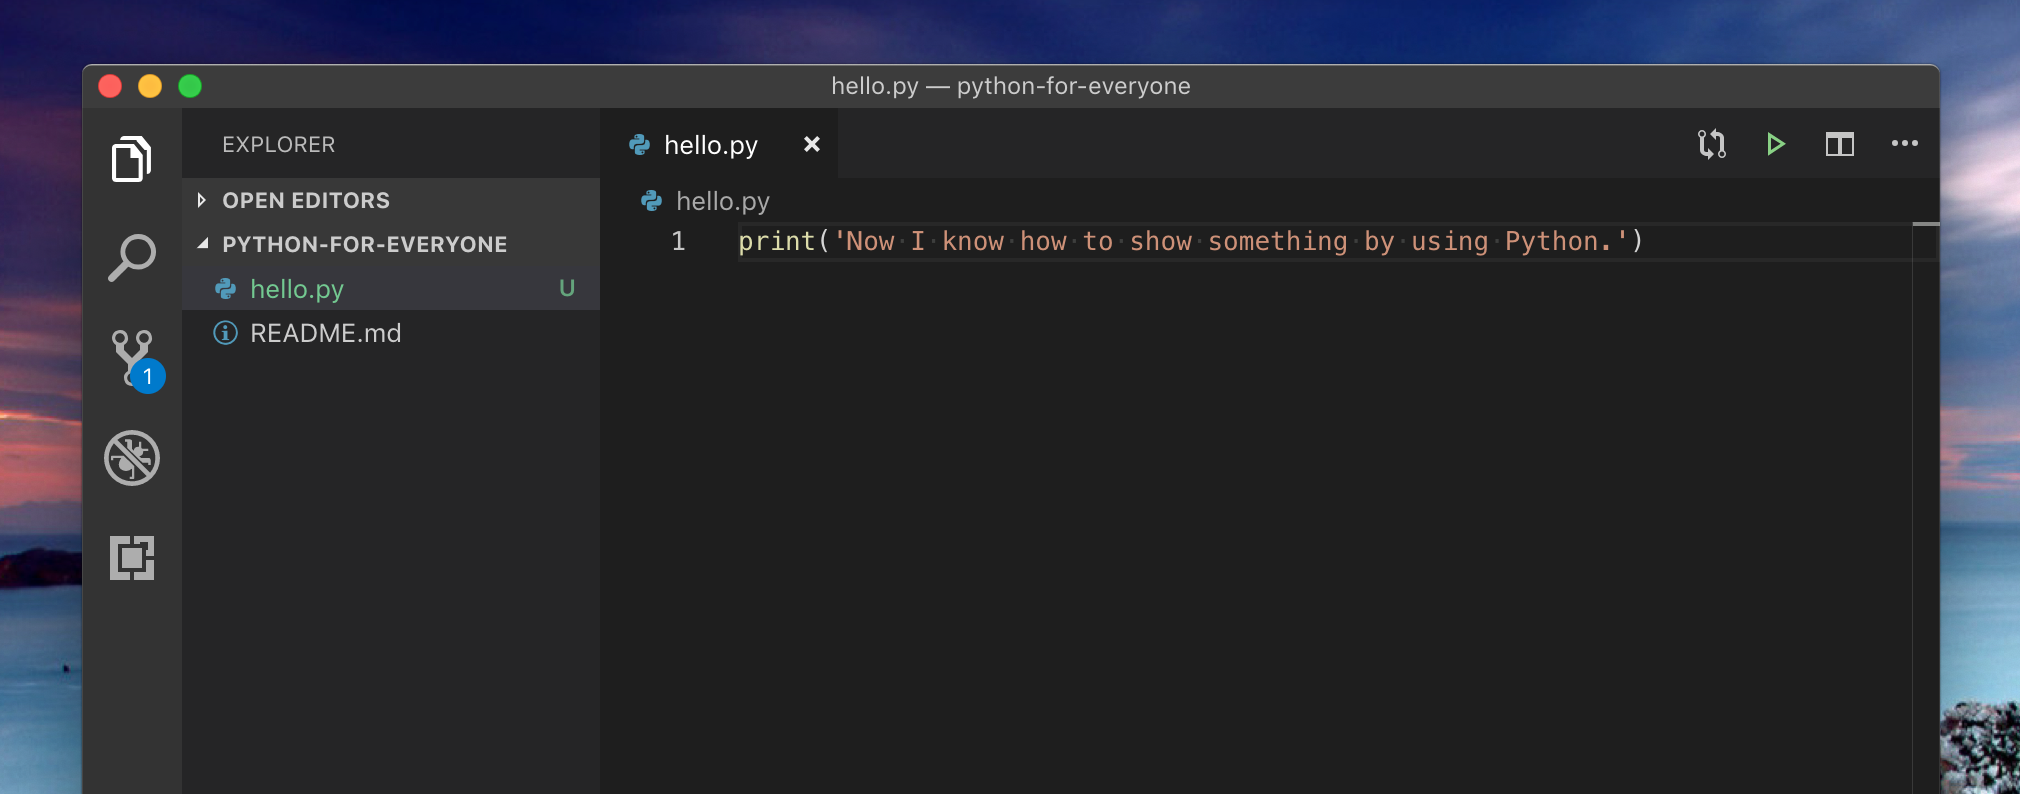 hello.py — python-for-everyone
EXPLORER
OPEN EDITORS
PYTHON-FOR-EVERYONE
hello.py U
README.md
1
hello.py
hello.py
1 print('Now I know how to show something by using Python.')